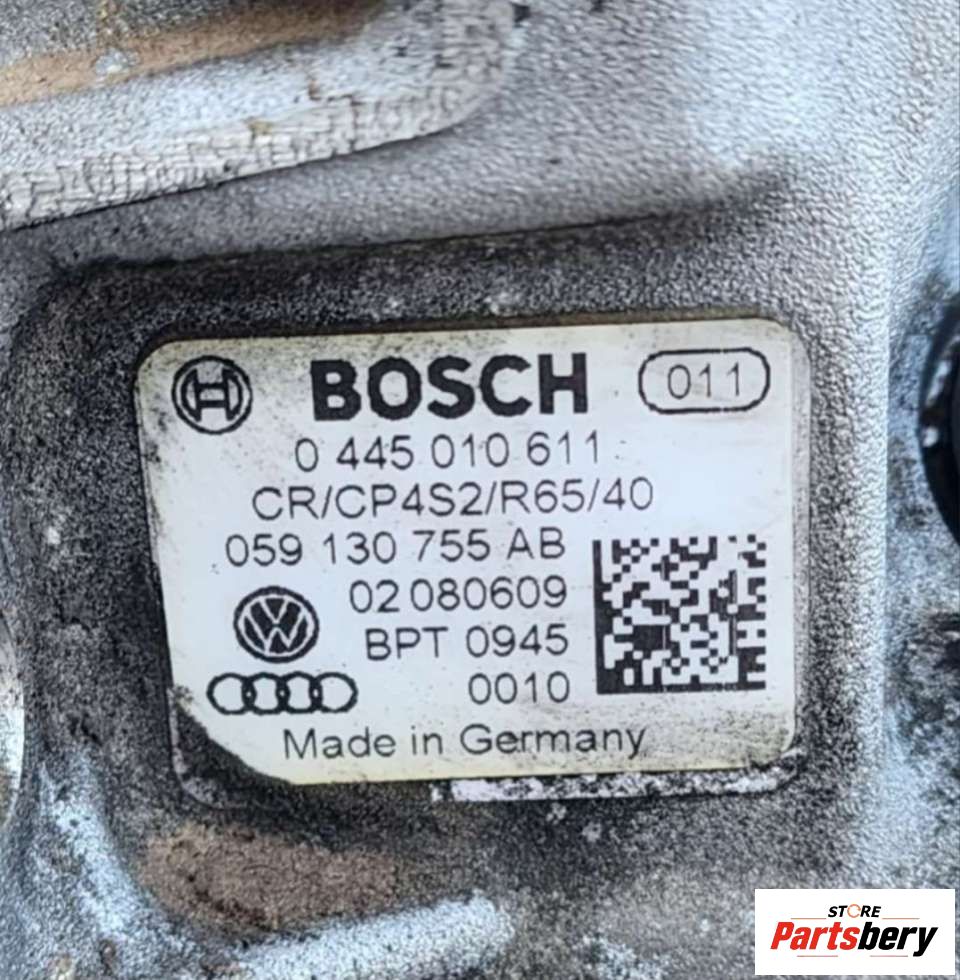 BOSCH 011
0 445 010 611
CR/CP4S2/R65/40
059 130 755 AB
02 080609
BPT 0945
0010
Made in Germany
STORE
Partsbery